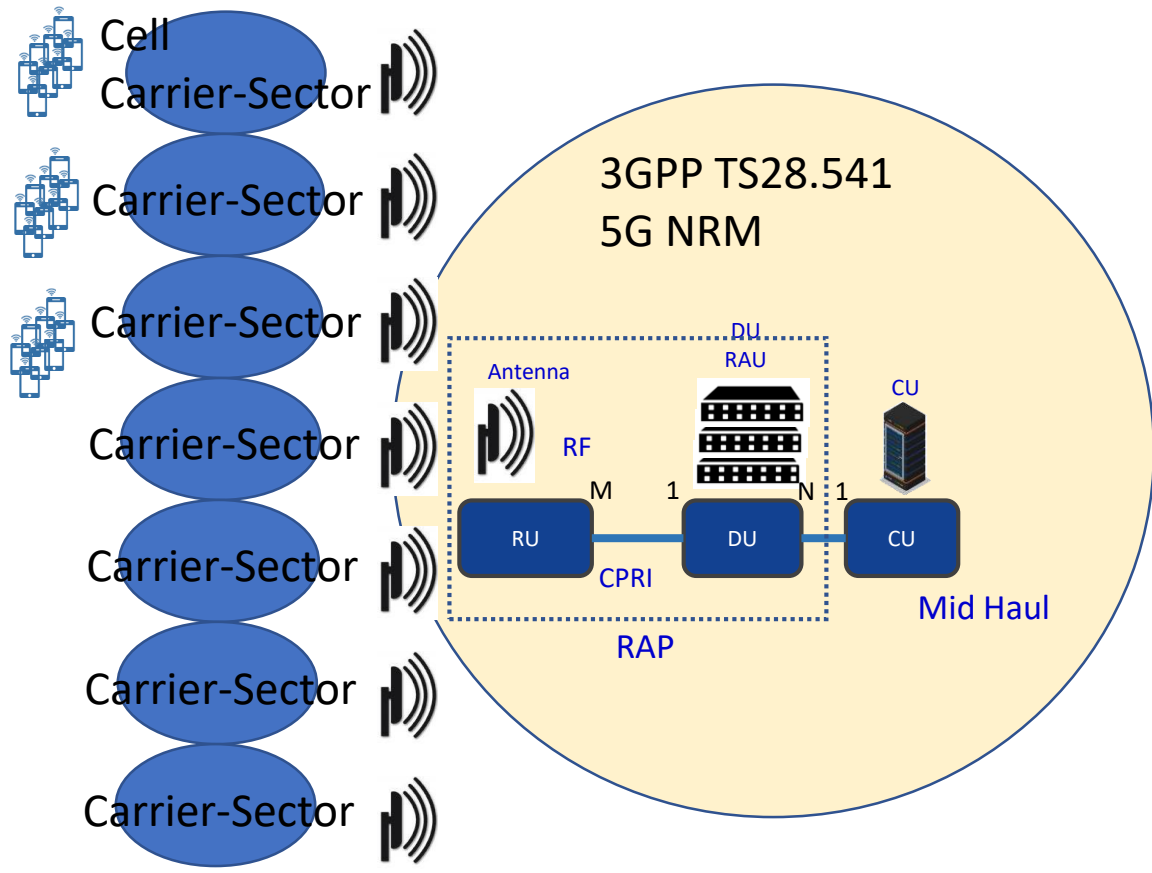 Cell
Carrier-Sector
Carrier-Sector
Carrier-Sector
Carrier-Sector
Carrier-Sector
Carrier-Sector
Carrier-Sector
3GPP TS28.541
5G NRM
DU
RAU
Antenna
CU
RF
M
1
N
1
RU
DU
CU
CPRI
Mid Haul
RAP